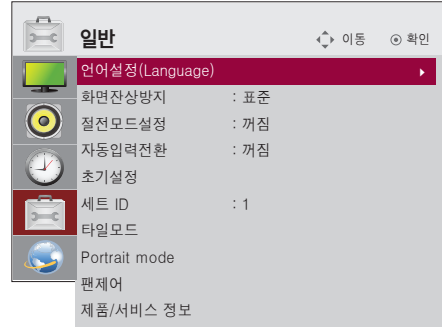 일반 이동 확인
언어설정(Language)
화면잔상방지 : 표준
절전모드설정 : 꺼짐
자동입력전환 : 꺼짐
초기설정
세트 ID : 1
타일모드
Portrait mode
팬제어
제품/서비스 정보